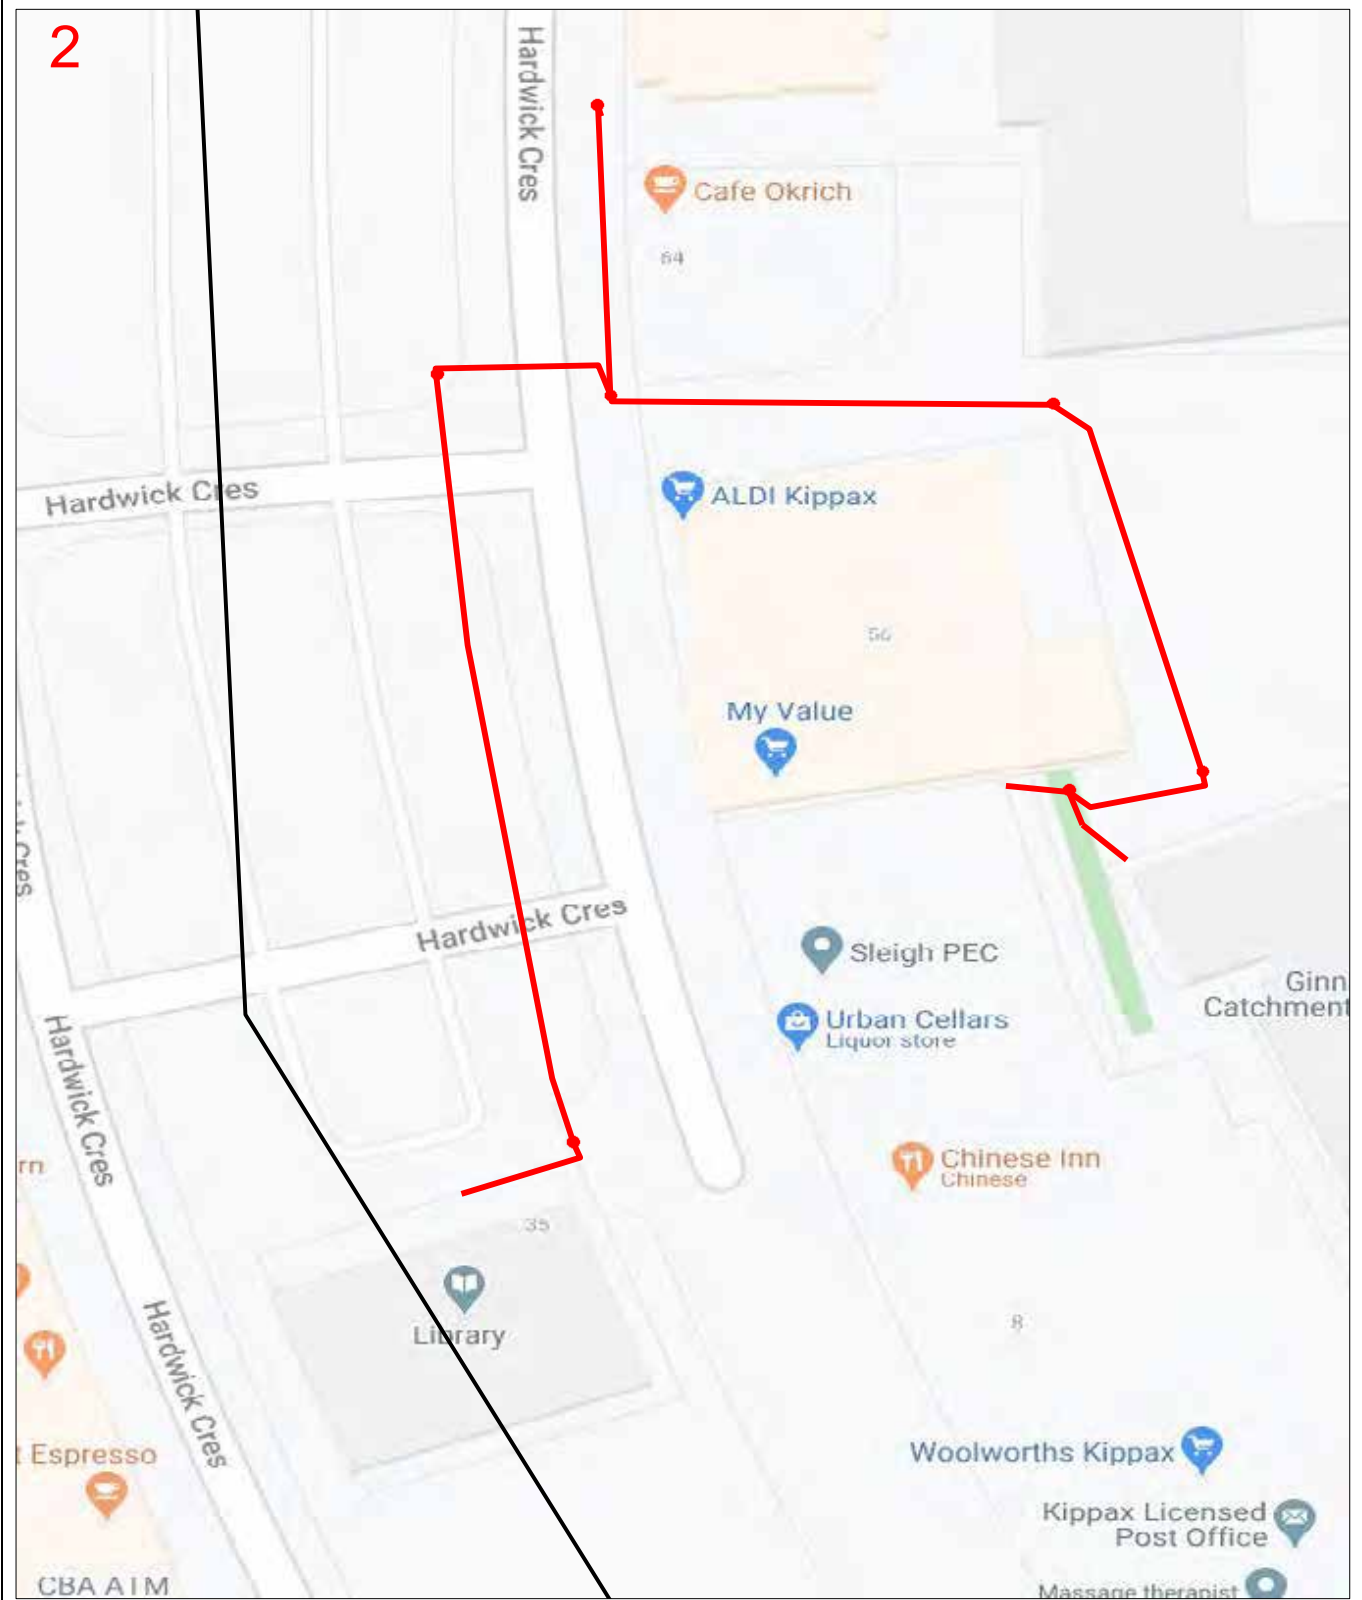 2
Hardwick Cres
Cafe Okrich
64
Hardwick Cres
ALDI Kippax
56
My Value
Cres
Hardwick Cres
Sleigh PEC
Ginn
Catchment
Urban Cellars
Liquor store
Hardwick Cres
Chinese Inn
Chinese
rn
35
8
Library
Hardwick Cres
t Espresso
Woolworths Kippax
Kippax Licensed
Post Office
CBA ATM
Massage therapist